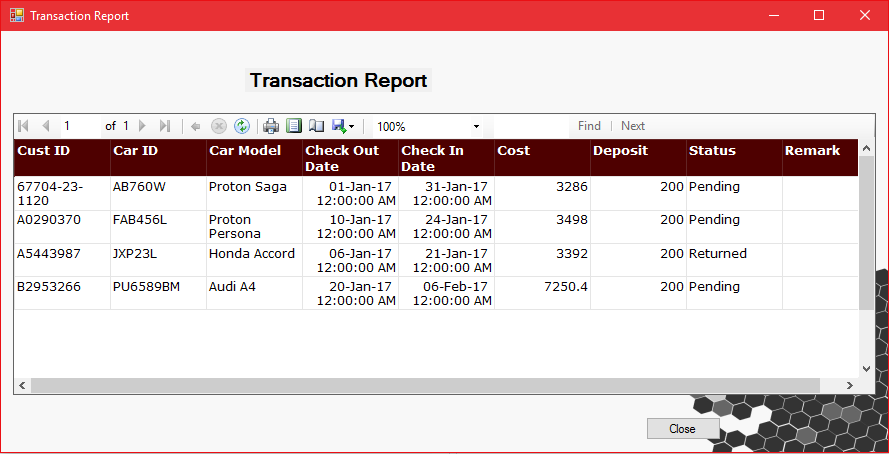 Transaction Report
Transaction Report
1 of 1 100% Find Next
Cust ID Car ID Car Model Check Out Date Check In Date Cost Deposit Status Remark
67704-23-1120 AB760W Proton Saga 01-Jan-17 12:00:00 AM 31-Jan-17 12:00:00 AM 3286 200 Pending
A0290370 FAB456L Proton Persona 10-Jan-17 12:00:00 AM 24-Jan-17 12:00:00 AM 3498 200 Pending
A5443987 JXP23L Honda Accord 06-Jan-17 12:00:00 AM 21-Jan-17 12:00:00 AM 3392 200 Returned
B2953266 PU6589BM Audi A4 20-Jan-17 12:00:00 AM 06-Feb-17 12:00:00 AM 7250.4 200 Pending
Close